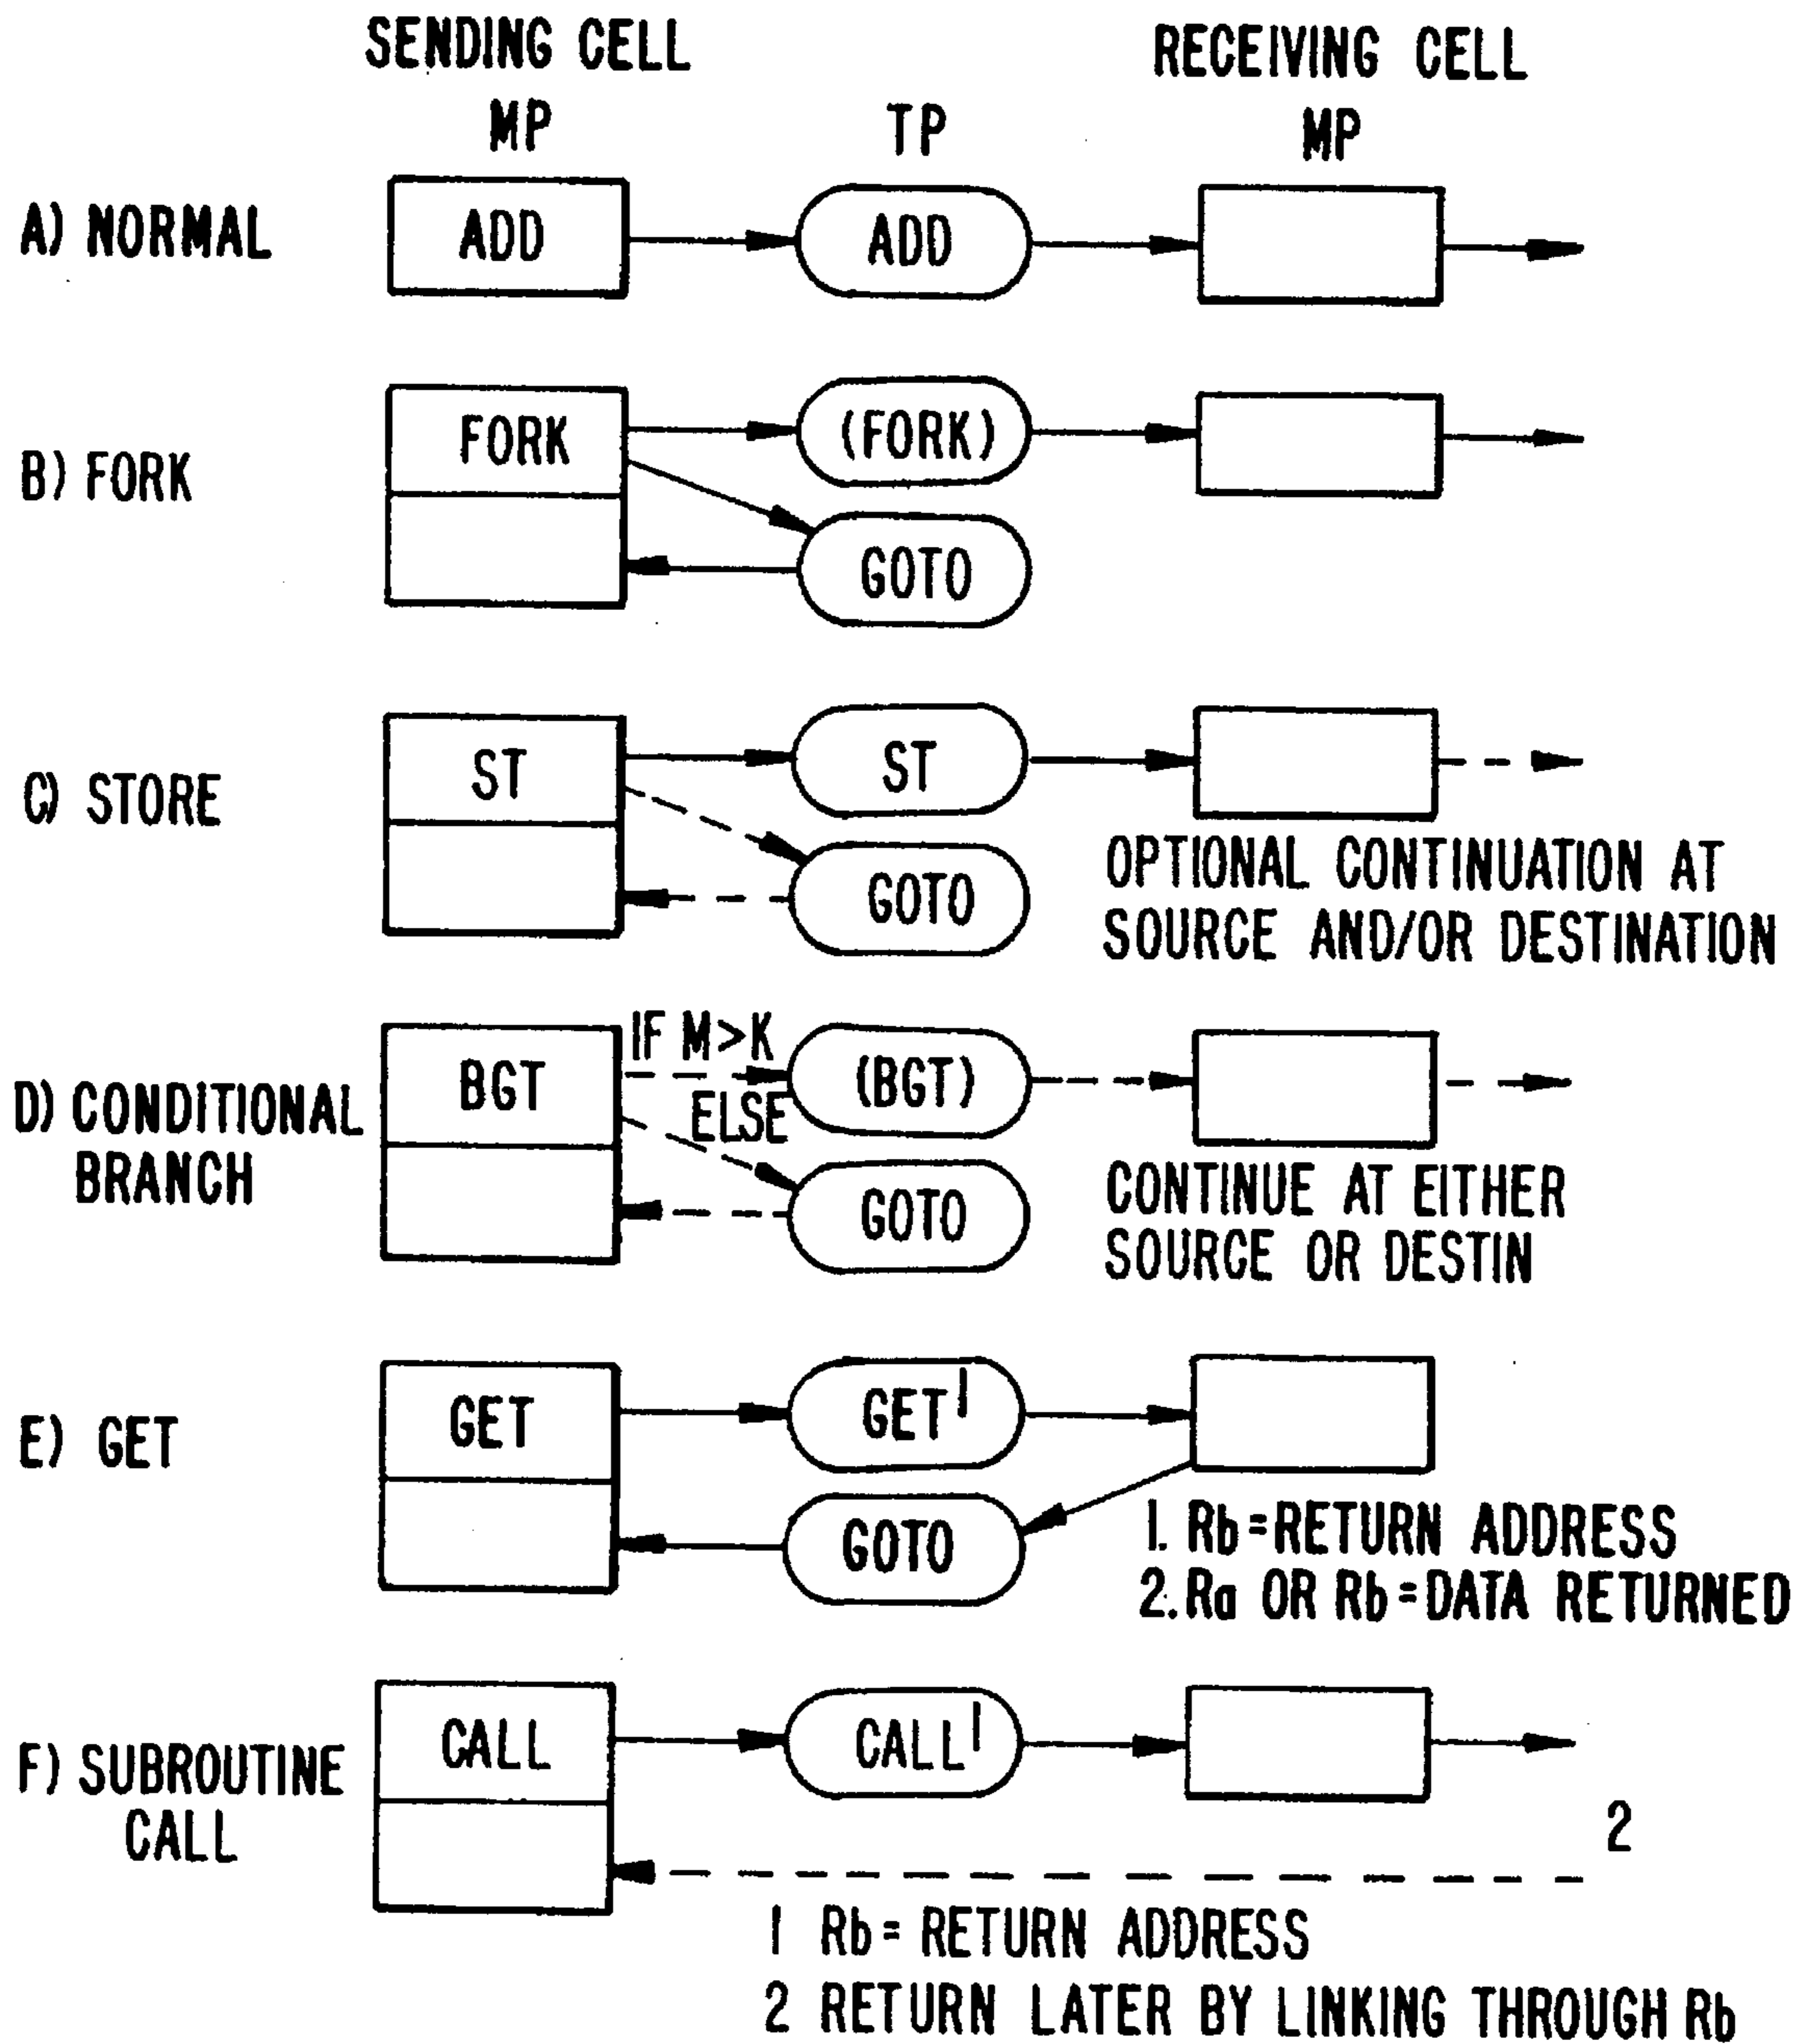 SENDING CELL
RECEIVING CELL
MP
TP
MP
A) NORMAL
ADD
ADD
B) FORK
FORK
(FORK)
GOTO
C) STORE
ST
ST
GOTO
OPTIONAL CONTINUATION AT
SOURCE AND/OR DESTINATION
D) CONDITIONAL
BRANCH
BGT
IF M>K
ELSE
(BGT)
GOTO
CONTINUE AT EITHER
SOURCE OR DESTIN
E) GET
GET
GET1
GOTO
1. Rb=RETURN ADDRESS
2. Ra OR Rb=DATA RETURNED
F) SUBROUTINE
CALL
CALL
CALL1
2
1 Rb= RETURN ADDRESS
2 RETURN LATER BY LINKING THROUGH Rb